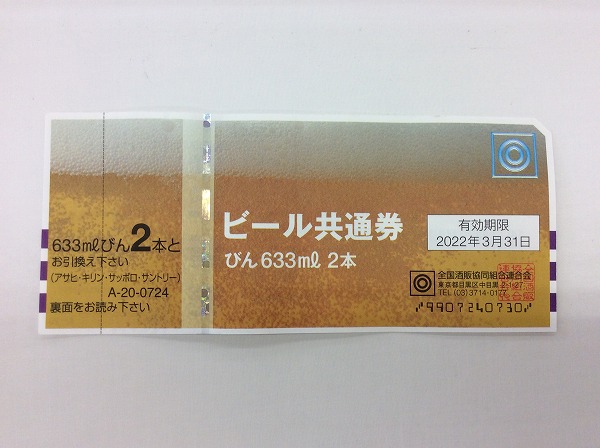 633mlびん2本と
お引換え下さい
(アサヒ・キリン・サッポロ・サントリー)
A-20-0724
裏面をお読み下さい
ビール共通券
びん633ml 2本
有効期限
2022年3月31日
全国酒販協同組合連合会
東京都目黒区中目黒2-1-27
TEL (03)3714-0177
9907240730